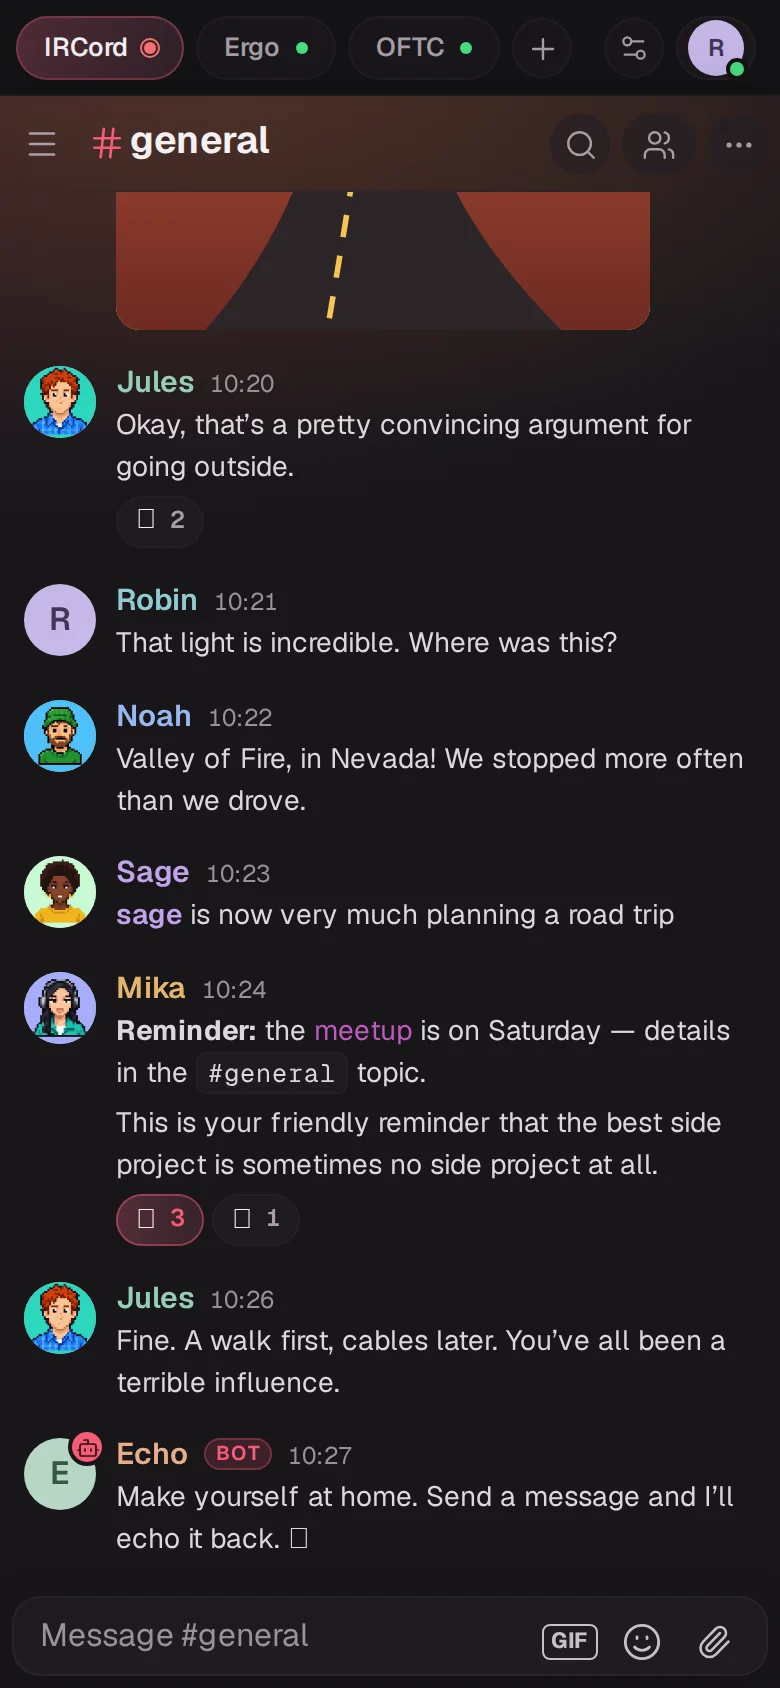 IRCord Ergo OFTC R
# general
Jules 10:20
Okay, that’s a pretty convincing argument for
going outside.
2
R
Robin 10:21
That light is incredible. Where was this?
Noah 10:22
Valley of Fire, in Nevada! We stopped more often
than we drove.
Sage 10:23
sage is now very much planning a road trip
Mika 10:24
Reminder: the meetup is on Saturday — details
in the #general topic.
This is your friendly reminder that the best side
project is sometimes no side project at all.
3 1
Jules 10:26
Fine. A walk first, cables later. You’ve all been a
terrible influence.
E
Echo BOT 10:27
Make yourself at home. Send a message and I’ll
echo it back.
Message #general GIF